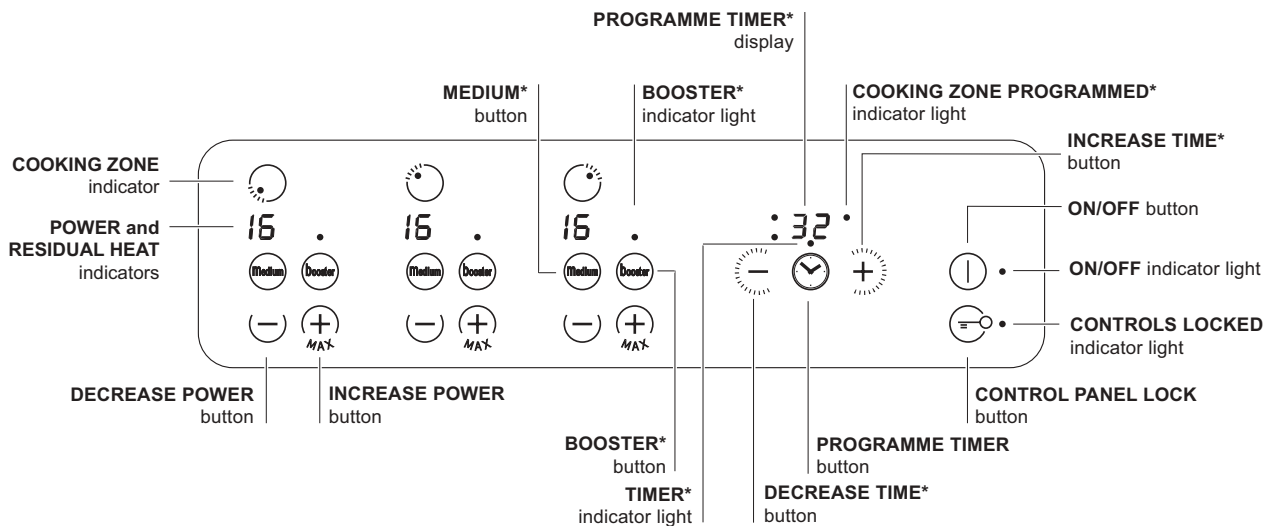 PROGRAMME TIMER*
display
MEDIUM*
button
BOOSTER*
indicator light
COOKING ZONE PROGRAMMED*
indicator light
INCREASE TIME*
button
COOKING ZONE
indicator
POWER and
RESIDUAL HEAT
indicators
ON/OFF button
ON/OFF indicator light
CONTROLS LOCKED
indicator light
16 16 16 32
Medium booster Medium booster Medium booster
MAX MAX MAX
DECREASE POWER
button
INCREASE POWER
button
CONTROL PANEL LOCK
button
BOOSTER*
button
PROGRAMME TIMER
button
TIMER*
indicator light
DECREASE TIME*
button